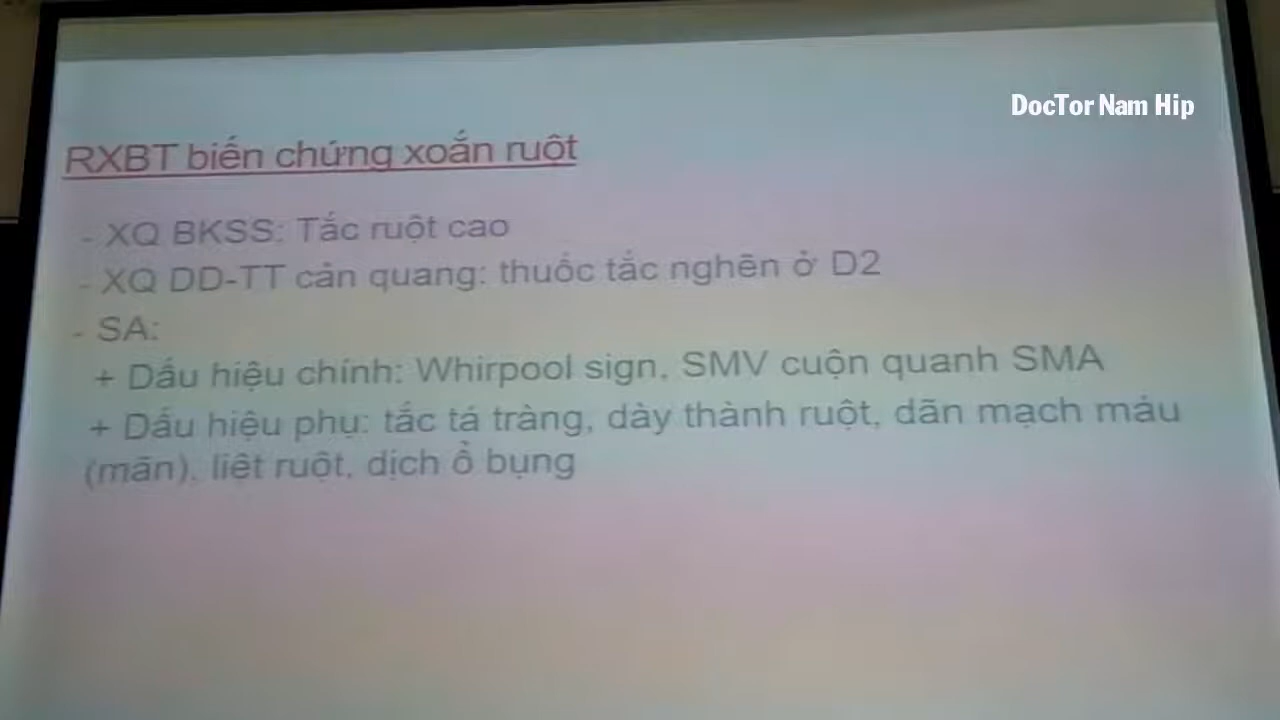 DocTor Nam Hip
RXBT biến chứng xoắn ruột
- XQ BKSS: Tắc ruột cao
- XQ DD-TT cản quang: thuốc tắc nghẽn ở D2
- SA:
+ Dấu hiệu chính: Whirpool sign, SMV cuộn quanh SMA
+ Dấu hiệu phụ: tắc tá tràng, dày thành ruột, dãn mạch máu
(mãn), liệt ruột, dịch ổ bụng